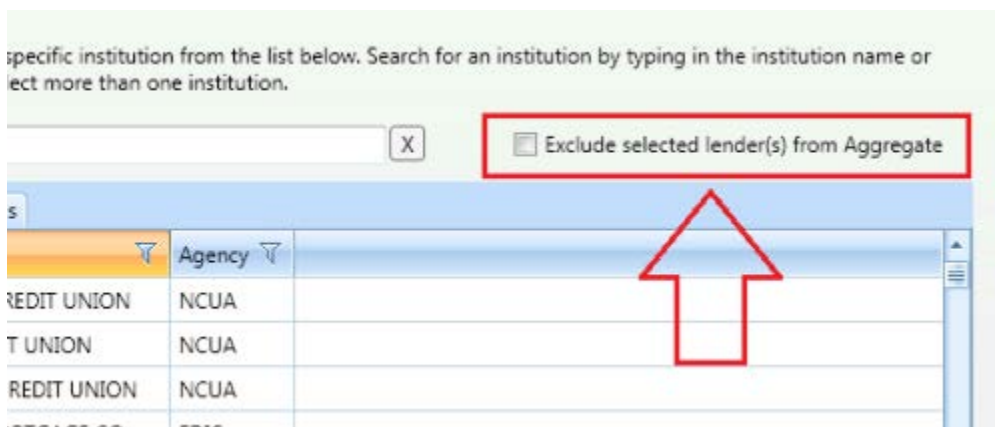 specific institution from the list below. Search for an institution by typing in the institution name or
lect more than one institution.
X
Exclude selected lender(s) from Aggregate
s
Agency
REDIT UNION NCUA
T UNION NCUA
REDIT UNION NCUA